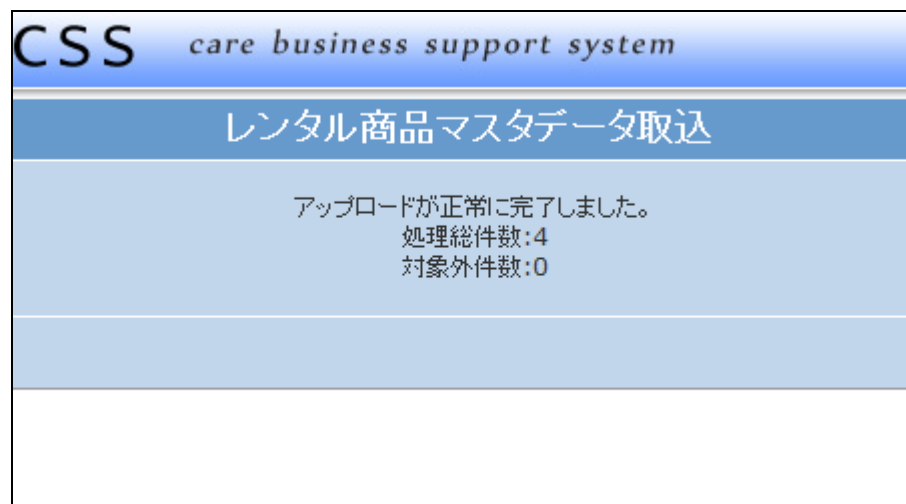 CSS care business support system
レンタル商品マスタデータ取込
アップロードが正常に完了しました。
処理総件数:4
対象外件数:0